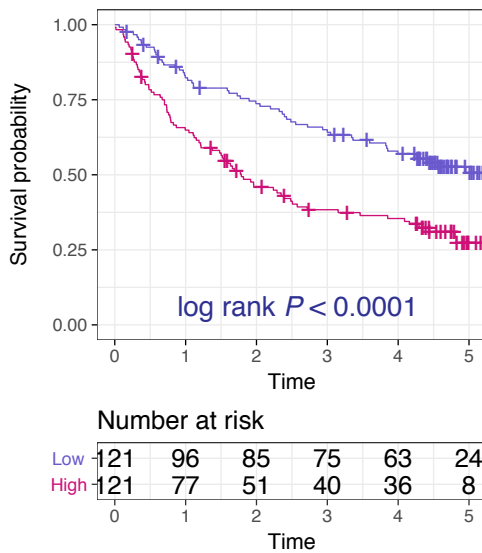 1.00
0.75
0.50
0.25
0.00
Survival probability
log rank P < 0.0001
0 1 2 3 4 5
Time
Number at risk
Low 121 96 85 75 63 24
High 121 77 51 40 36 8
0 1 2 3 4 5
Time